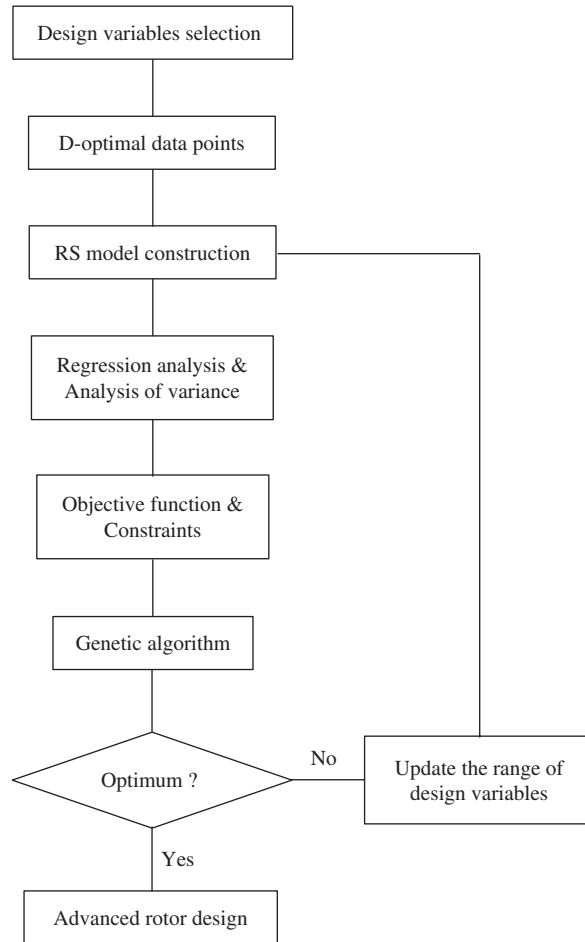 Design variables selection
D-optimal data points
RS model construction
Regression analysis &
Analysis of variance
Objective function &
Constraints
Genetic algorithm
Optimum ?
No
Update the range of
design variables
Yes
Advanced rotor design